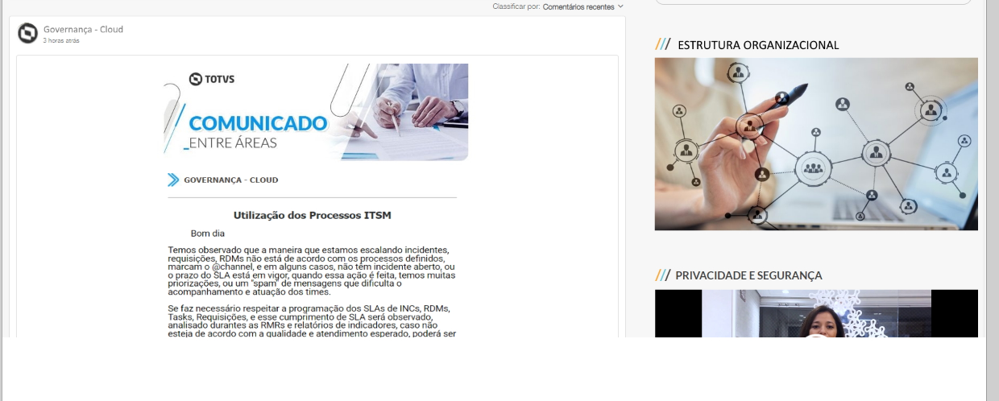 Classificar por: Comentários recentes
Governança - Cloud
3 horas atrás
TOTVS
COMUNICADO
_ENTRE ÁREAS
GOVERNANÇA - CLOUD
Utilização dos Processos ITSM
Bom dia
Temos observado que a maneira que estamos escalando incidentes,
requisições, RDMs não está de acordo com os processos definidos,
marcam o @channel, e em alguns casos, não têm incidente aberto, ou
o prazo do SLA está em vigor, quando essa ação é feita, temos muitas
priorizações, ou um "spam" de mensagens que dificulta o
acompanhamento e atuação dos times.
Se faz necessário respeitar a programação dos SLAs de INCs, RDMs,
Tasks, Requisições, e esse cumprimento de SLA será observado,
analisado durantes as RMRs e relatórios de indicadores, caso não
esteja de acordo com a qualidade e atendimento esperado, poderá ser
/// ESTRUTURA ORGANIZACIONAL
/// PRIVACIDADE E SEGURANÇA